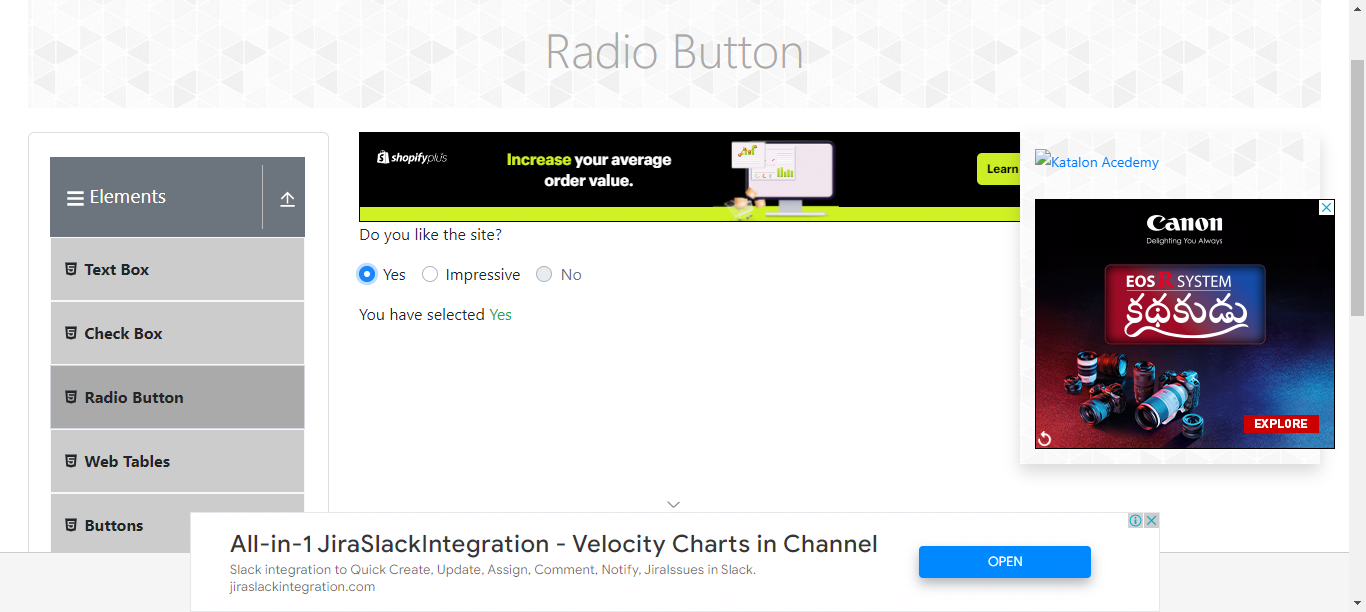 Radio Button
Elements
Text Box
Check Box
Radio Button
Web Tables
Buttons
shopifyplus
Increase your average
order value.
Learn
Do you like the site?
Yes Impressive No
You have selected Yes
Katalon Acedemy
Canon
Delighting You Always
EOS R SYSTEM
కథకుడు
EXPLORE
All-in-1 JiraSlackIntegration - Velocity Charts in Channel
Slack integration to Quick Create, Update, Assign, Comment, Notify, JiraIssues in Slack.
jiraslackintegration.com
OPEN